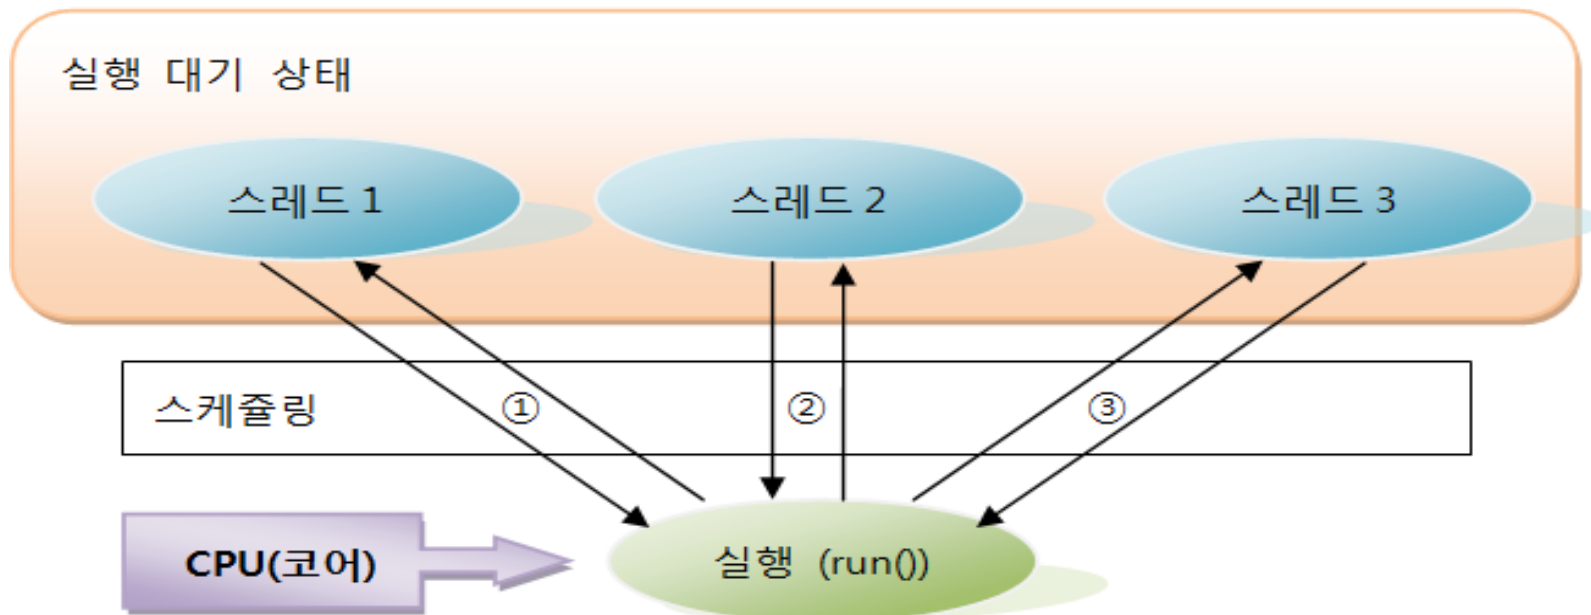 실행 대기 상태
스레드 1
스레드 2
스레드 3
스케쥴링
①
②
③
CPU(코어)
실행 (run())